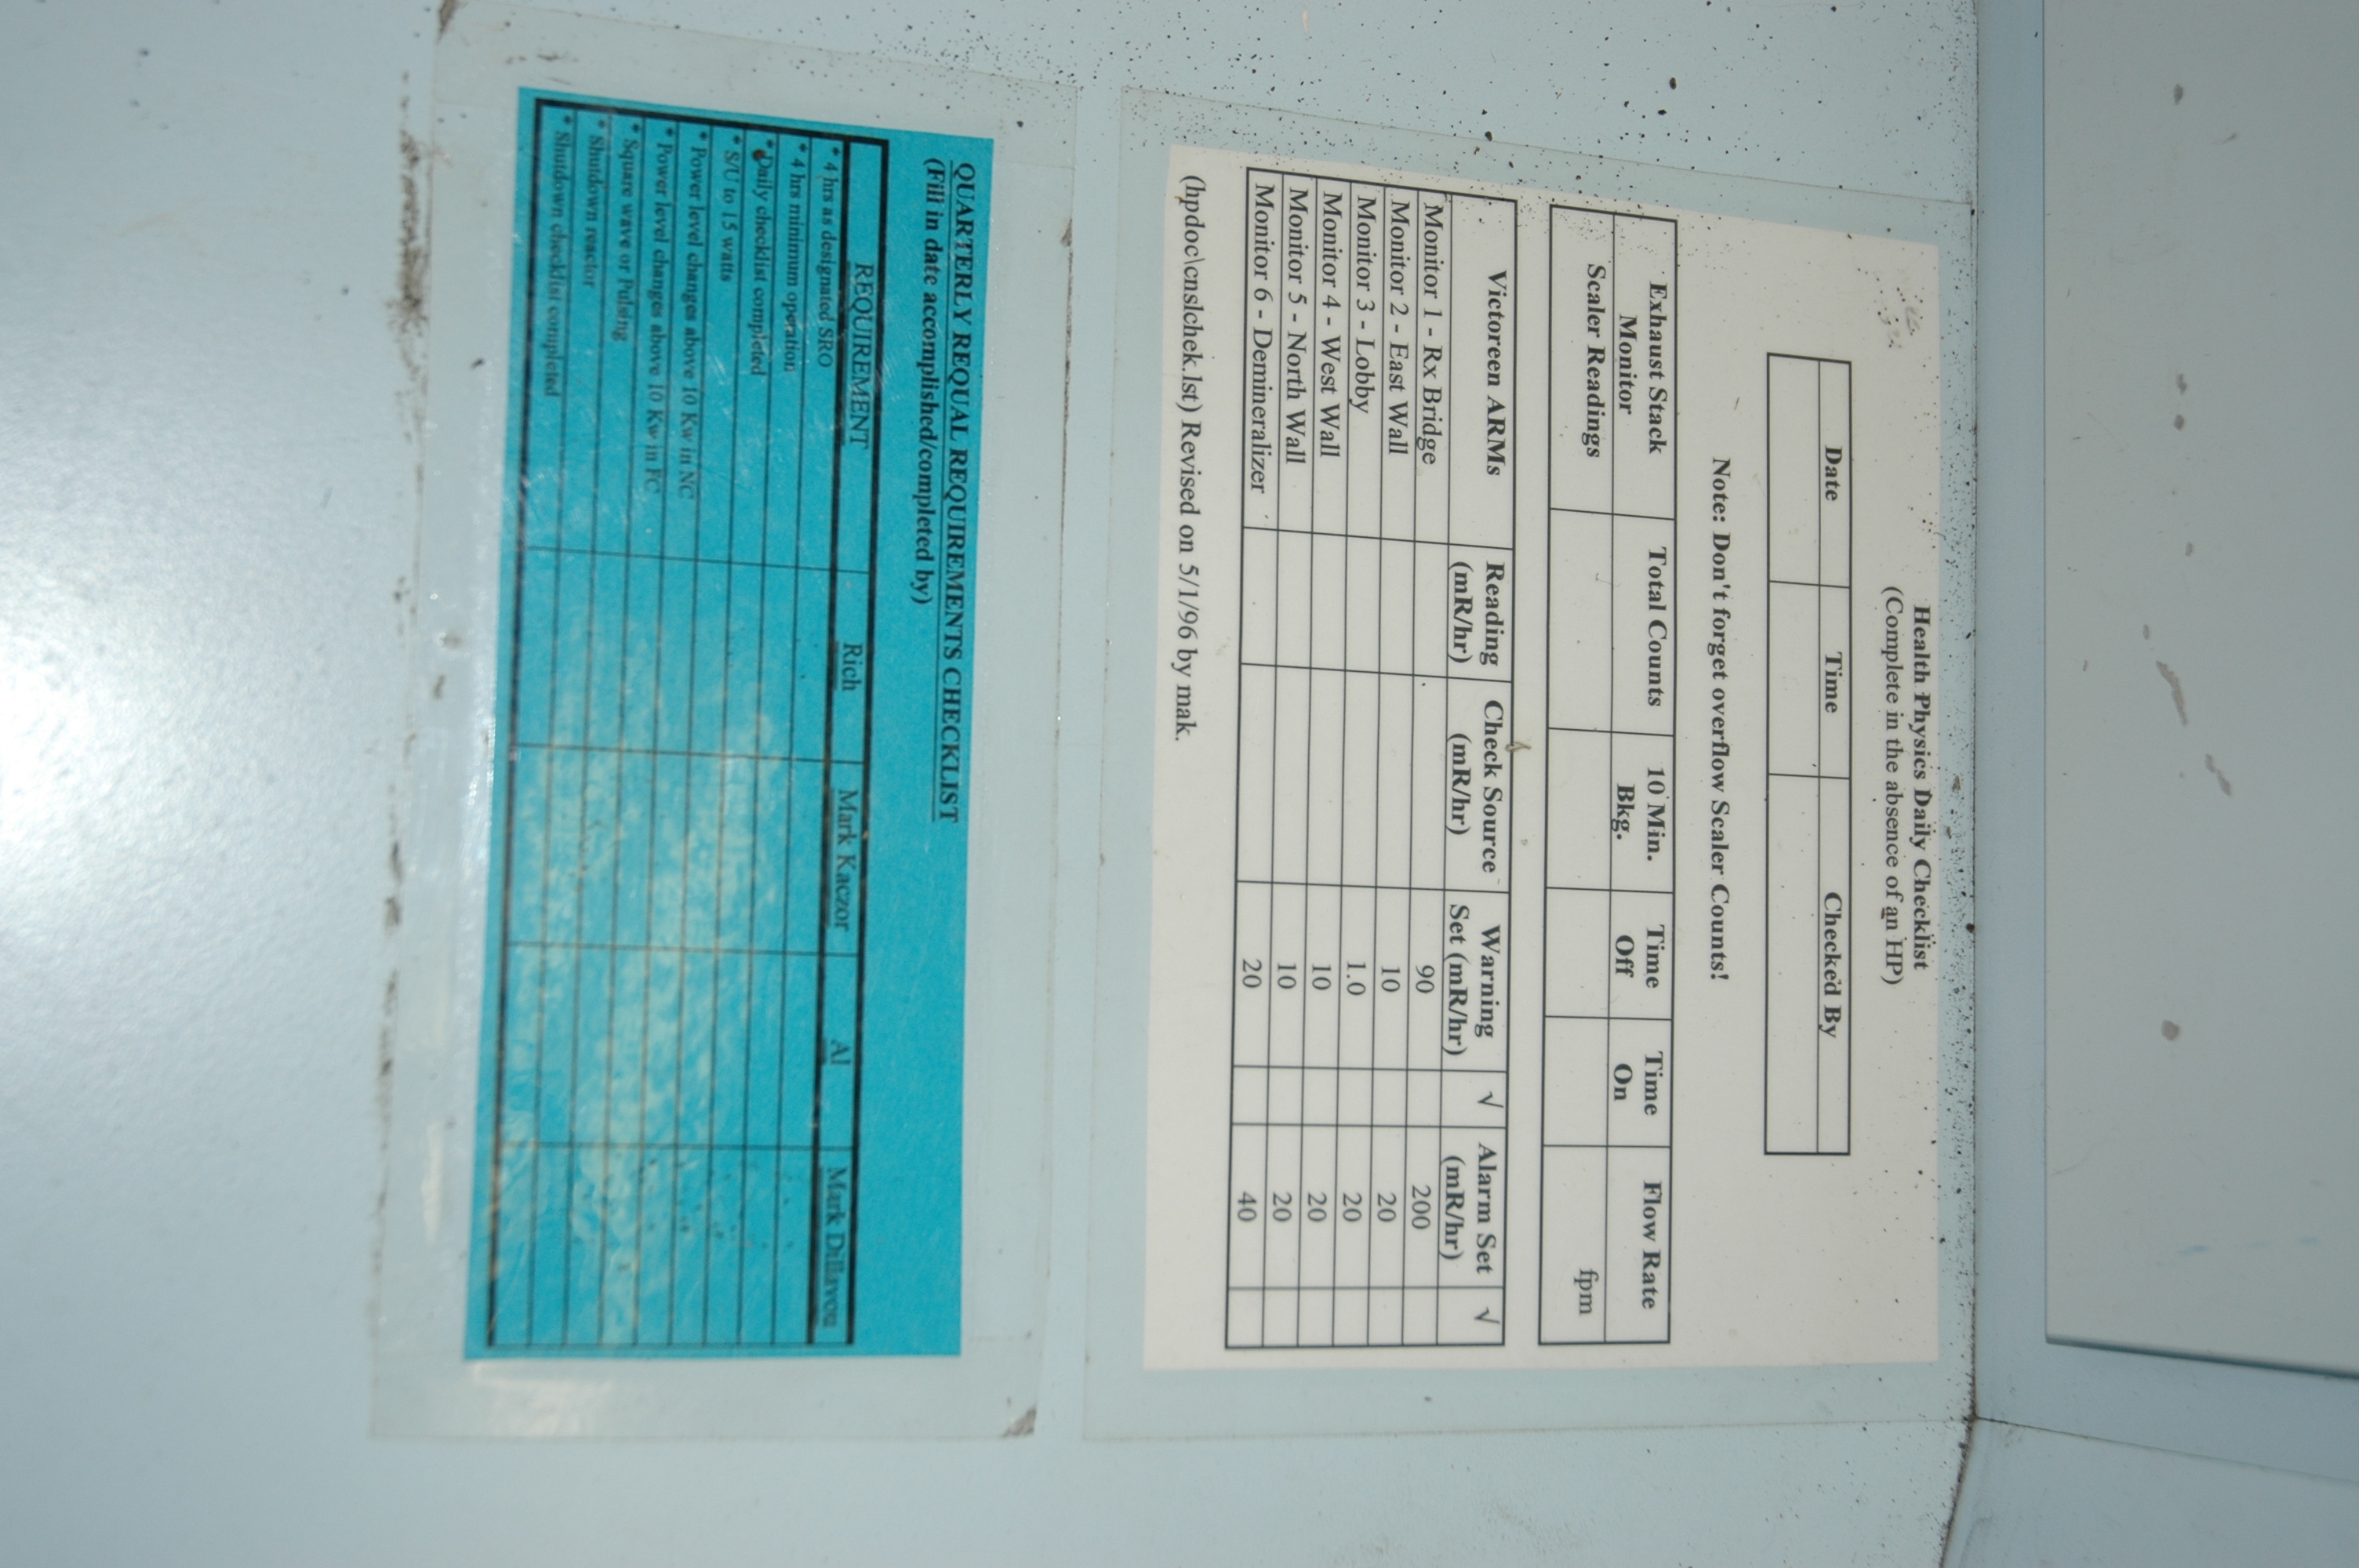 Health Physics Daily Checklist
(Complete in the absence of an HP)
Date Time Checked By
Note: Don't forget overflow Scaler Counts!
Exhaust Stack Total Counts 10 Min. Time Time Flow Rate
Monitor Bkg. Off On
Scaler Readings fpm
Victoreen ARMs Reading Check Source Warning √ Alarm Set √
(mR/hr) (mR/hr) Set (mR/hr) (mR/hr)
Monitor 1 - Rx Bridge 90 200
Monitor 2 - East Wall 10 20
Monitor 3 - Lobby 1.0 20
Monitor 4 - West Wall 10 20
Monitor 5 - North Wall 10 20
Monitor 6 - Demineralizer 20 40
(hpdoc\cnslchek.lst) Revised on 5/1/96 by mak.
QUARTERLY REQUAL REQUIREMENTS CHECKLIST
(Fill in date accomplished/completed by)
REQUIREMENT Rich Mark Kaczor Al Mark Dillavou
* 4 hrs as designated SRO
* 4 hrs minimum operation
* Daily checklist completed
* S/U to 15 watts
* Power level changes above 10 Kw in NC
* Power level changes above 10 Kw in FC
* Square wave or Pulsing
* Shutdown reactor
* Shutdown checklist completed